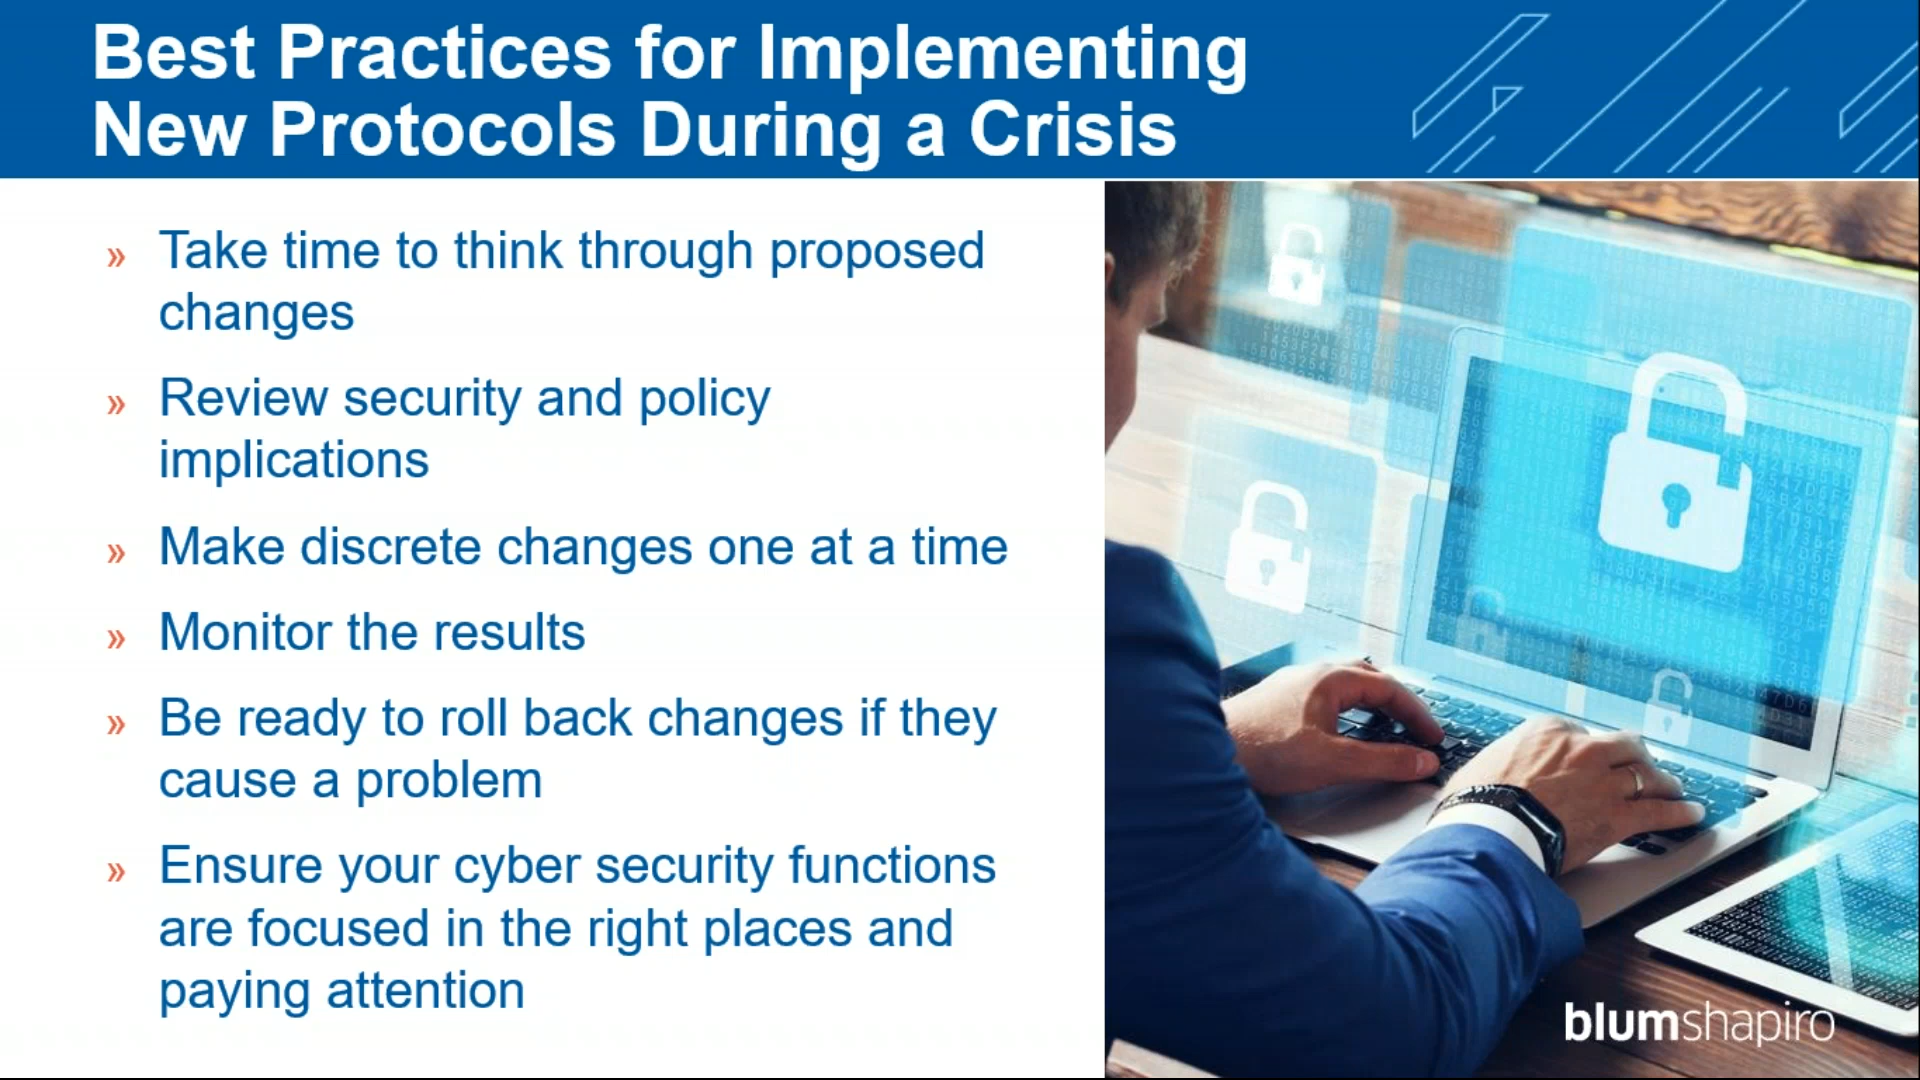 Best Practices for Implementing
New Protocols During a Crisis
» Take time to think through proposed
changes
» Review security and policy
implications
» Make discrete changes one at a time
» Monitor the results
» Be ready to roll back changes if they
cause a problem
» Ensure your cyber security functions
are focused in the right places and
paying attention
blumshapiro